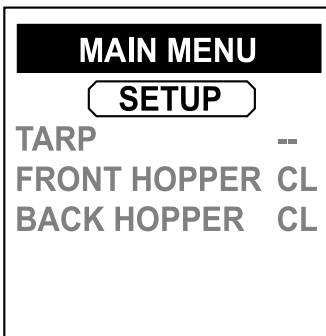 MAIN MENU
SETUP
TARP --
FRONT HOPPER CL
BACK HOPPER CL